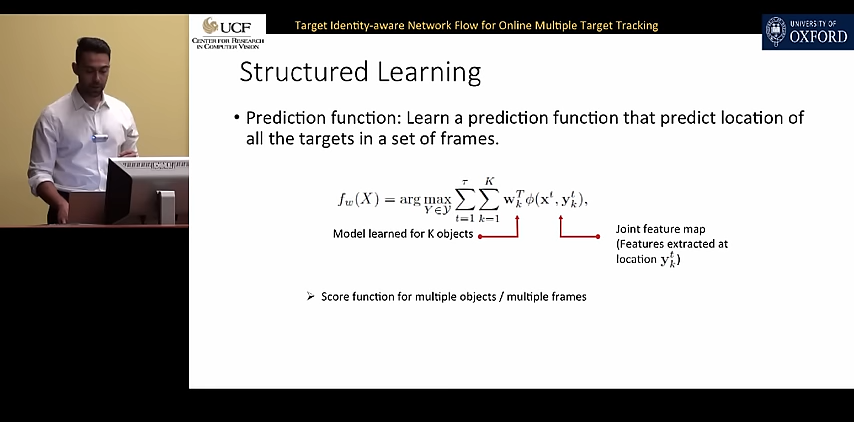 Target Identity-aware Network Flow for Online Multiple Target Tracking
UCF
CENTER FOR RESEARCH
IN COMPUTER VISION
UNIVERSITY OF
OXFORD
Structured Learning
• Prediction function: Learn a prediction function that predict location of
all the targets in a set of frames.
f_w(X) = arg max_{Y∈𝒴} ∑_{t=1}^{τ} ∑_{k=1}^{K} w_k^T ϕ(x^t, y_k^t),
Model learned for K objects
Joint feature map
(Features extracted at
location y_k^t)
➢ Score function for multiple objects / multiple frames